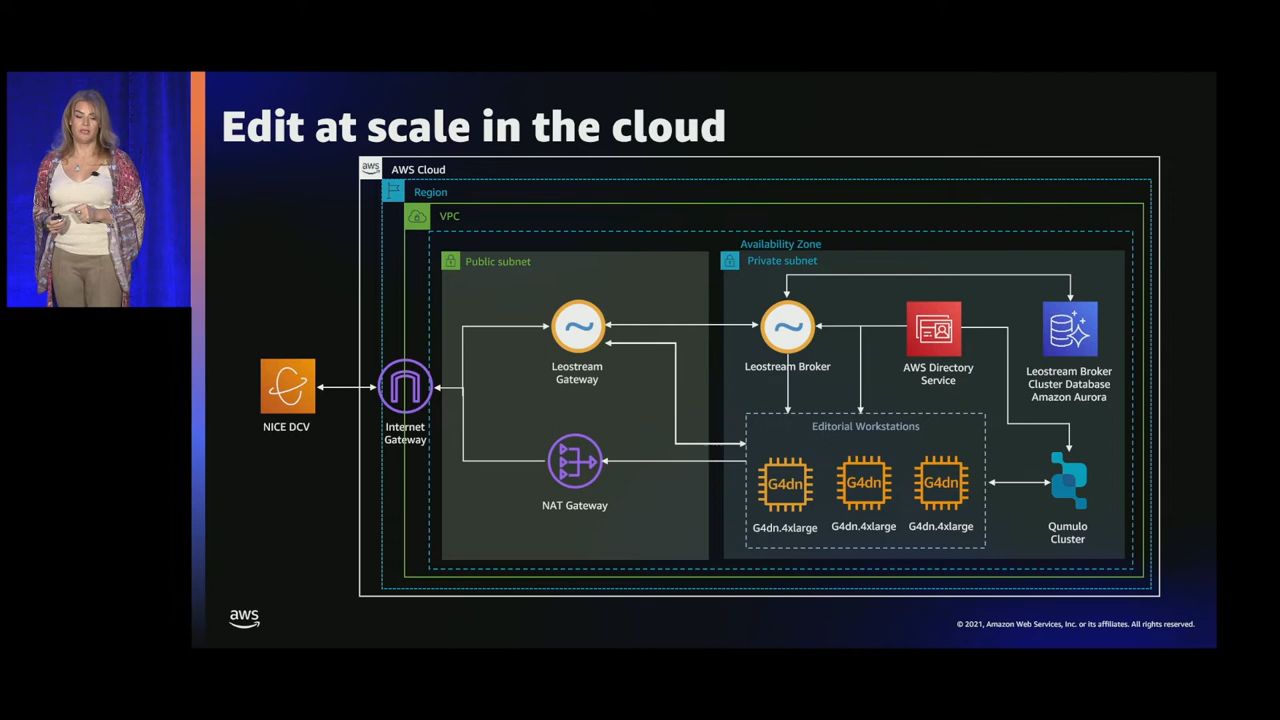 Edit at scale in the cloud
aws
AWS Cloud
Region
VPC
Availability Zone
Public subnet
Private subnet
Leostream
Gateway
Leostream Broker
AWS Directory
Service
Leostream Broker
Cluster Database
Amazon Aurora
NICE DCV
Internet
Gateway
Editorial Workstations
NAT Gateway
G4dn
G4dn
G4dn
G4dn.4xlarge
G4dn.4xlarge
G4dn.4xlarge
Qumulo
Cluster
aws
© 2021, Amazon Web Services, Inc. or its affiliates. All rights reserved.